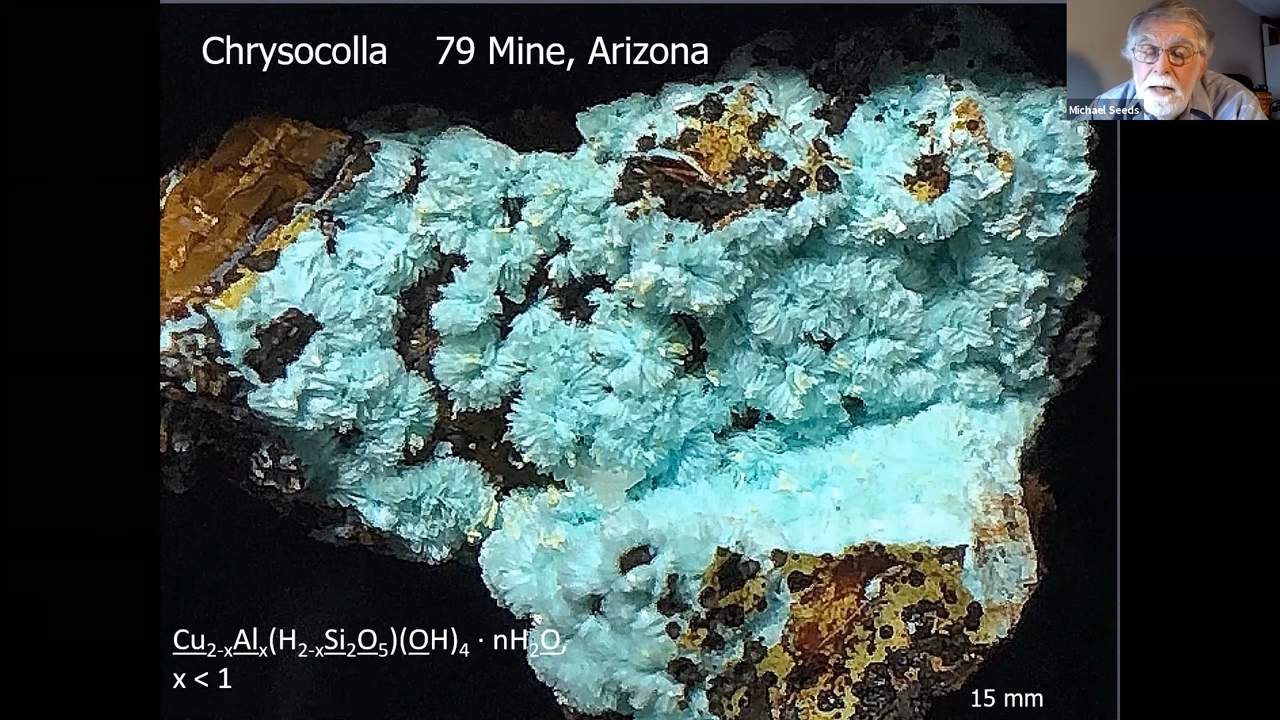 Chrysocolla 79 Mine, Arizona
Michael Seeds
Cu₂₋ₓAlₓ(H₂₋ₓSi₂O₅)(OH)₄ · nH₂O,
x < 1
15 mm